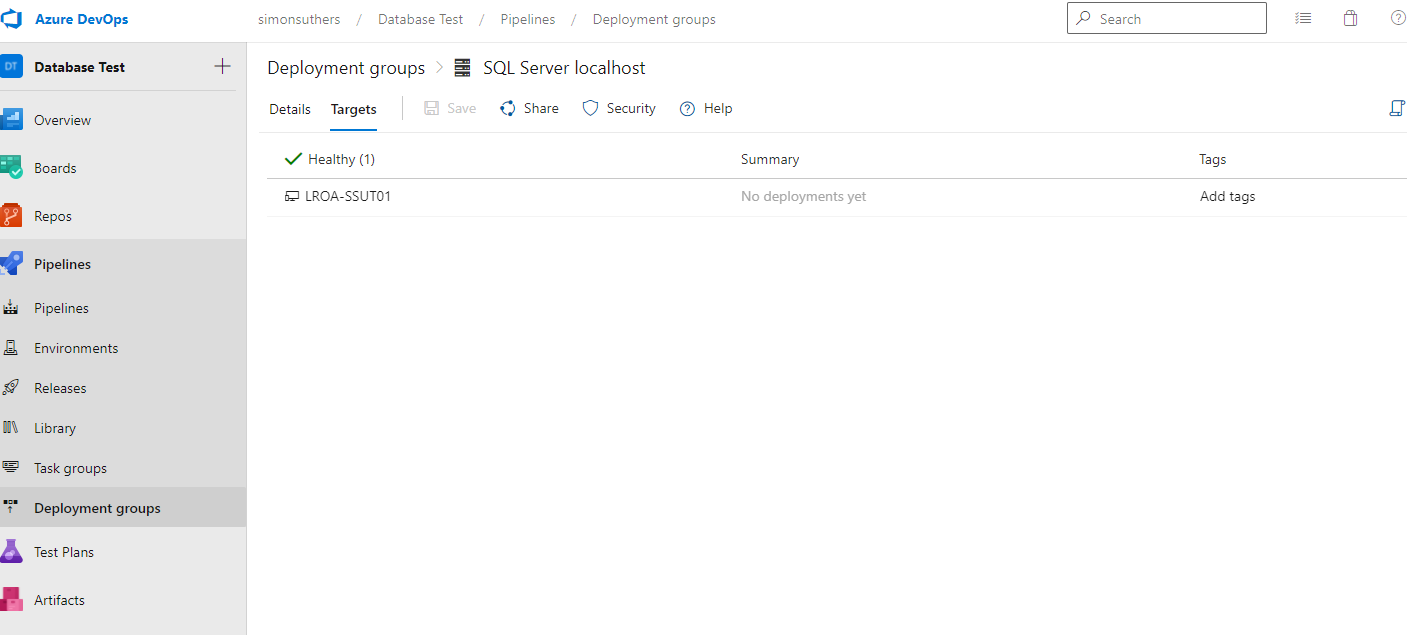 Azure DevOps
simonsuthers / Database Test / Pipelines / Deployment groups
Search
DT Database Test
Deployment groups > SQL Server localhost
Details Targets Save Share Security Help
Overview
Boards
Repos
Pipelines
Pipelines
Environments
Releases
Library
Task groups
Deployment groups
Test Plans
Artifacts
Healthy (1) Summary Tags
LROA-SSUT01 No deployments yet Add tags